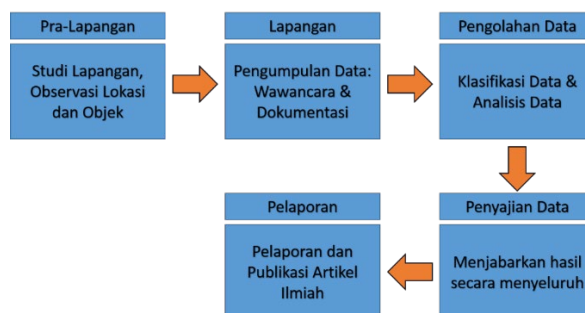 Pra-Lapangan
Studi Lapangan,
Observasi Lokasi
dan Objek
Lapangan
Pengumpulan Data:
Wawancara &
Dokumentasi
Pengolahan Data
Klasifikasi Data &
Analisis Data
Penyajian Data
Menjabarkan hasil
secara menyeluruh
Pelaporan
Pelaporan dan
Publikasi Artikel
Ilmiah